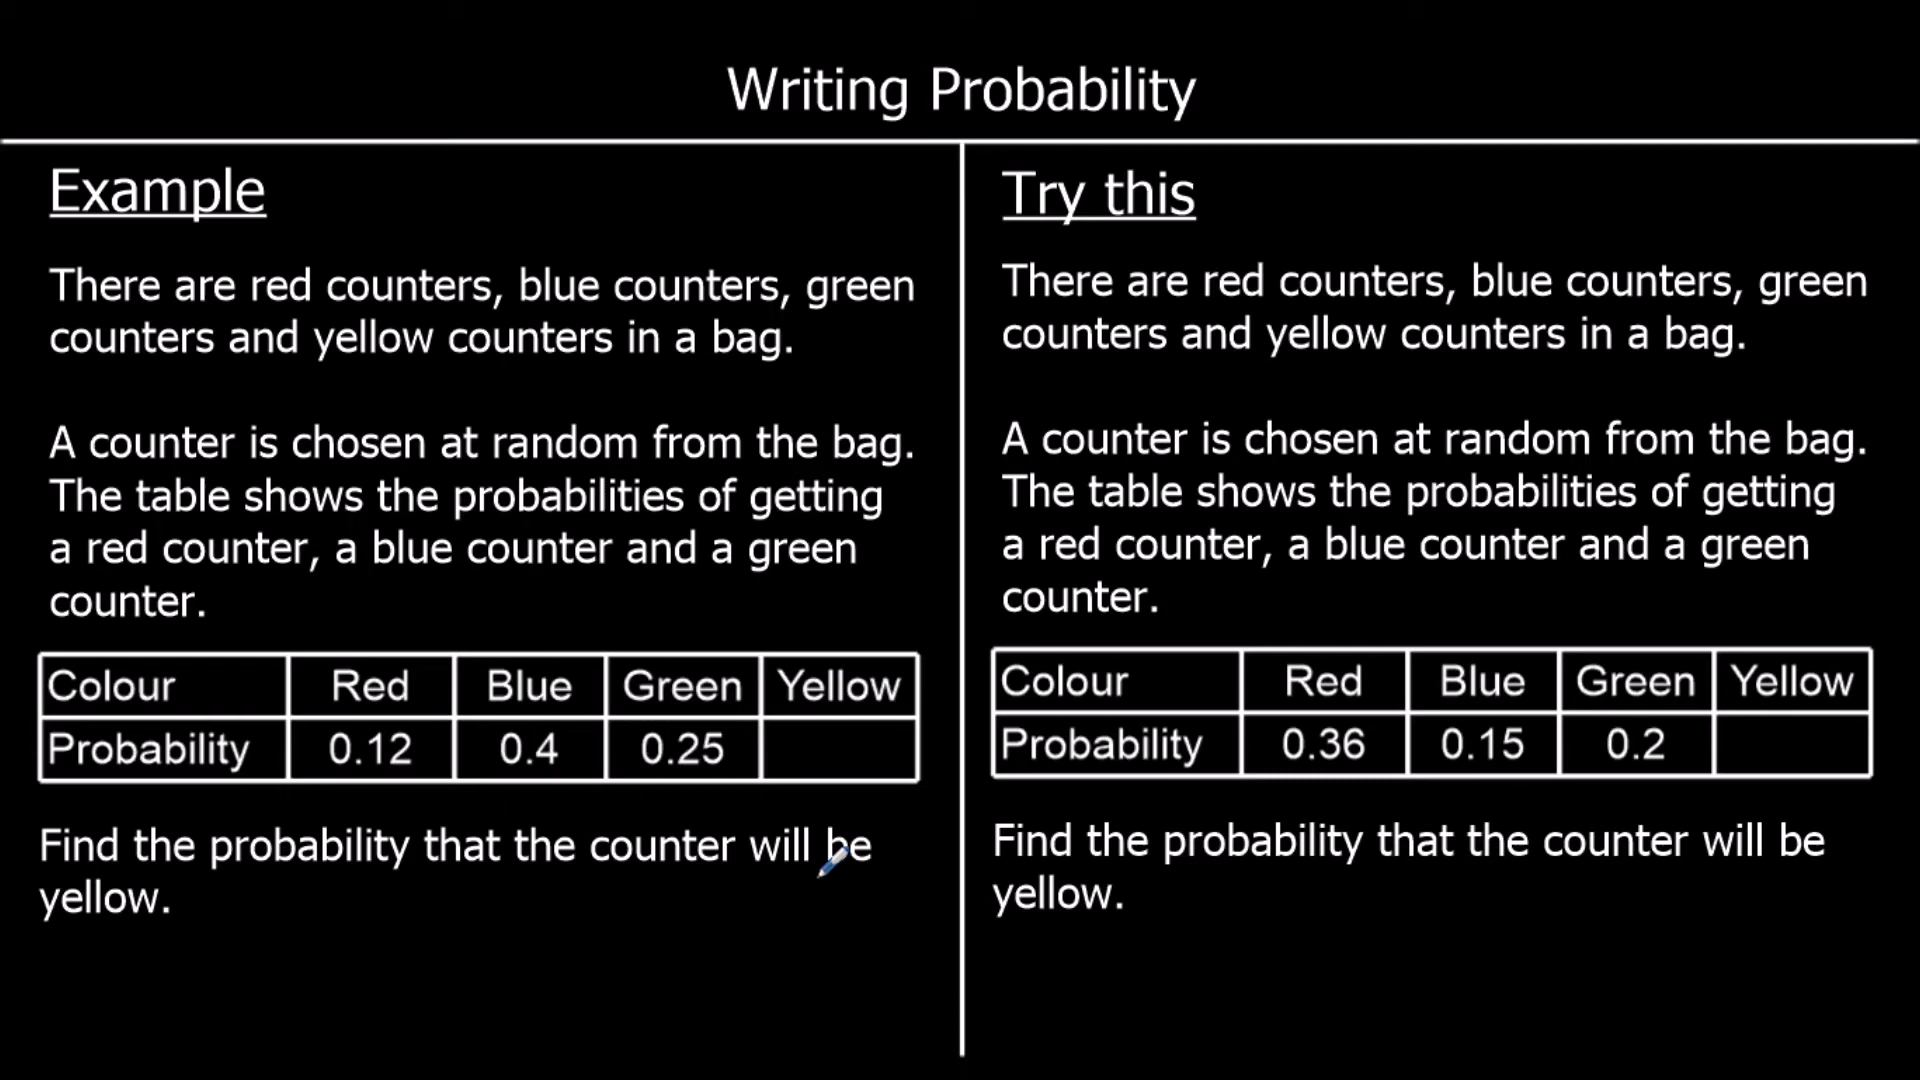 Writing Probability
Example
There are red counters, blue counters, green
counters and yellow counters in a bag.
A counter is chosen at random from the bag.
The table shows the probabilities of getting
a red counter, a blue counter and a green
counter.
Colour Red Blue Green Yellow
Probability 0.12 0.4 0.25
Find the probability that the counter will be
yellow.
Try this
There are red counters, blue counters, green
counters and yellow counters in a bag.
A counter is chosen at random from the bag.
The table shows the probabilities of getting
a red counter, a blue counter and a green
counter.
Colour Red Blue Green Yellow
Probability 0.36 0.15 0.2
Find the probability that the counter will be
yellow.